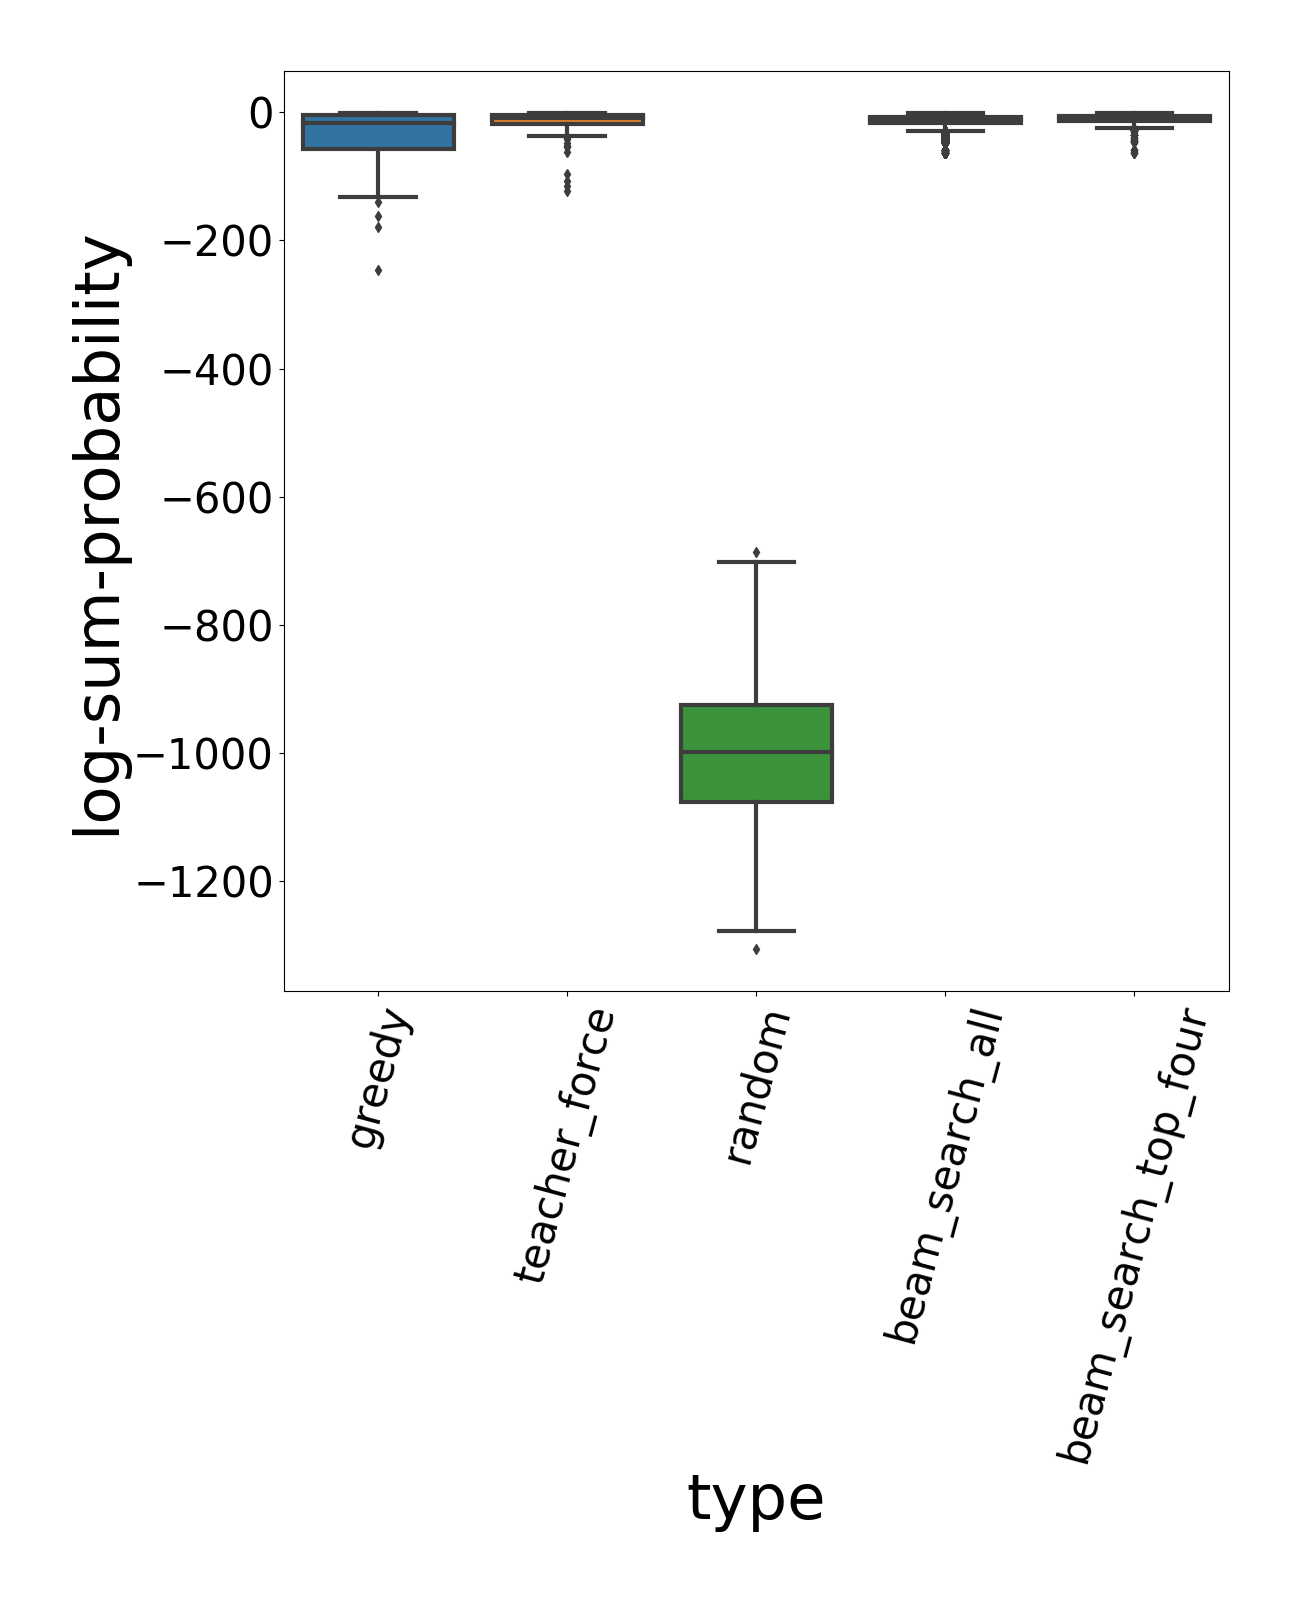 log-sum-probability
0
−200
−400
−600
−800
−1000
−1200
greedy
teacher_force
random
beam_search_all
beam_search_top_four
type